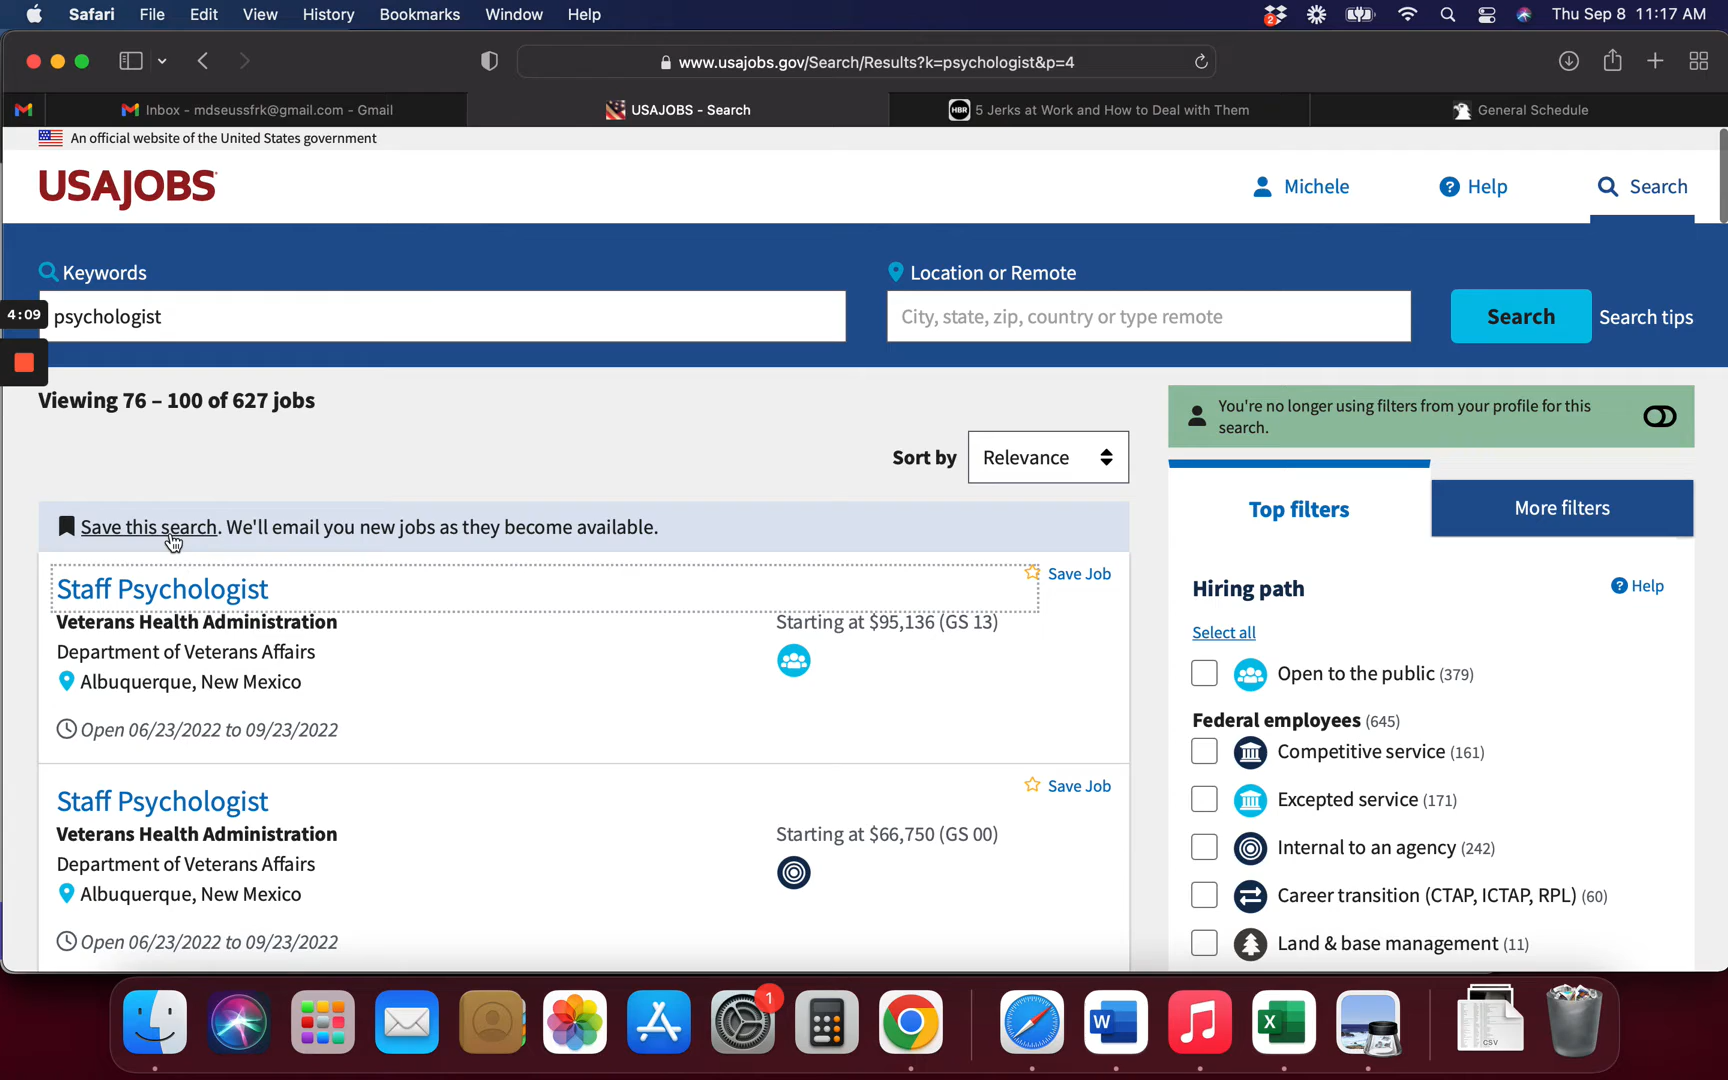 Safari File Edit View History Bookmarks Window Help
2
Thu Sep 8 11:17 AM
www.usajobs.gov/Search/Results?k=psychologist&p=4
Inbox - mdseussfrk@gmail.com - Gmail
USAJOBS - Search
HBR 5 Jerks at Work and How to Deal with Them
General Schedule
An official website of the United States government
USAJOBS
Michele
Help
Search
Keywords
Location or Remote
psychologist
City, state, zip, country or type remote
Search
Search tips
4:09
Viewing 76 – 100 of 627 jobs
You're no longer using filters from your profile for this
search.
Sort by
Relevance
Top filters
More filters
Save this search. We'll email you new jobs as they become available.
Staff Psychologist
Save Job
Veterans Health Administration
Starting at $95,136 (GS 13)
Department of Veterans Affairs
Albuquerque, New Mexico
Open 06/23/2022 to 09/23/2022
Staff Psychologist
Save Job
Veterans Health Administration
Starting at $66,750 (GS 00)
Department of Veterans Affairs
Albuquerque, New Mexico
Open 06/23/2022 to 09/23/2022
Hiring path
Help
Select all
Open to the public (379)
Federal employees (645)
Competitive service (161)
Excepted service (171)
Internal to an agency (242)
Career transition (CTAP, ICTAP, RPL) (60)
Land & base management (11)
1
W
X
CSV